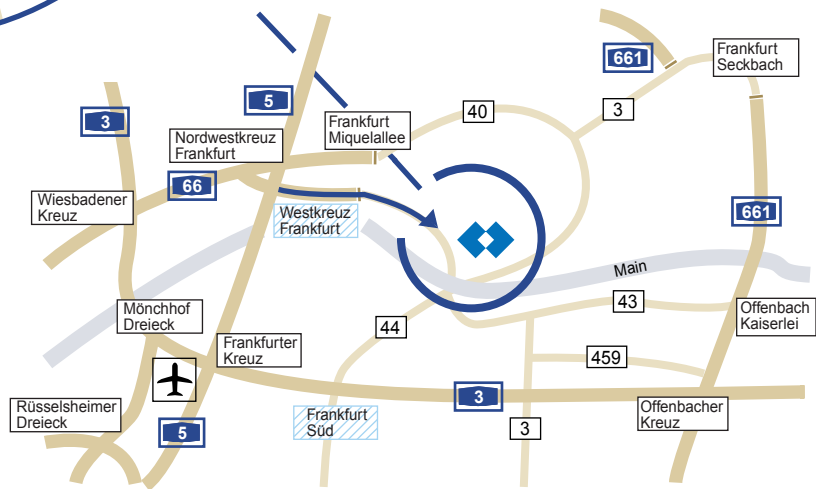 661
Frankfurt
Seckbach
5
3
40
3
Frankfurt
Miquelallee
Nordwestkreuz
Frankfurt
66
Wiesbadener
Kreuz
Westkreuz
Frankfurt
661
Main
Mönchhof
Dreieck
43
Offenbach
Kaiserlei
44
Frankfurter
Kreuz
459
3
Rüsselsheimer
Dreieck
5
Frankfurt
Süd
3
Offenbacher
Kreuz